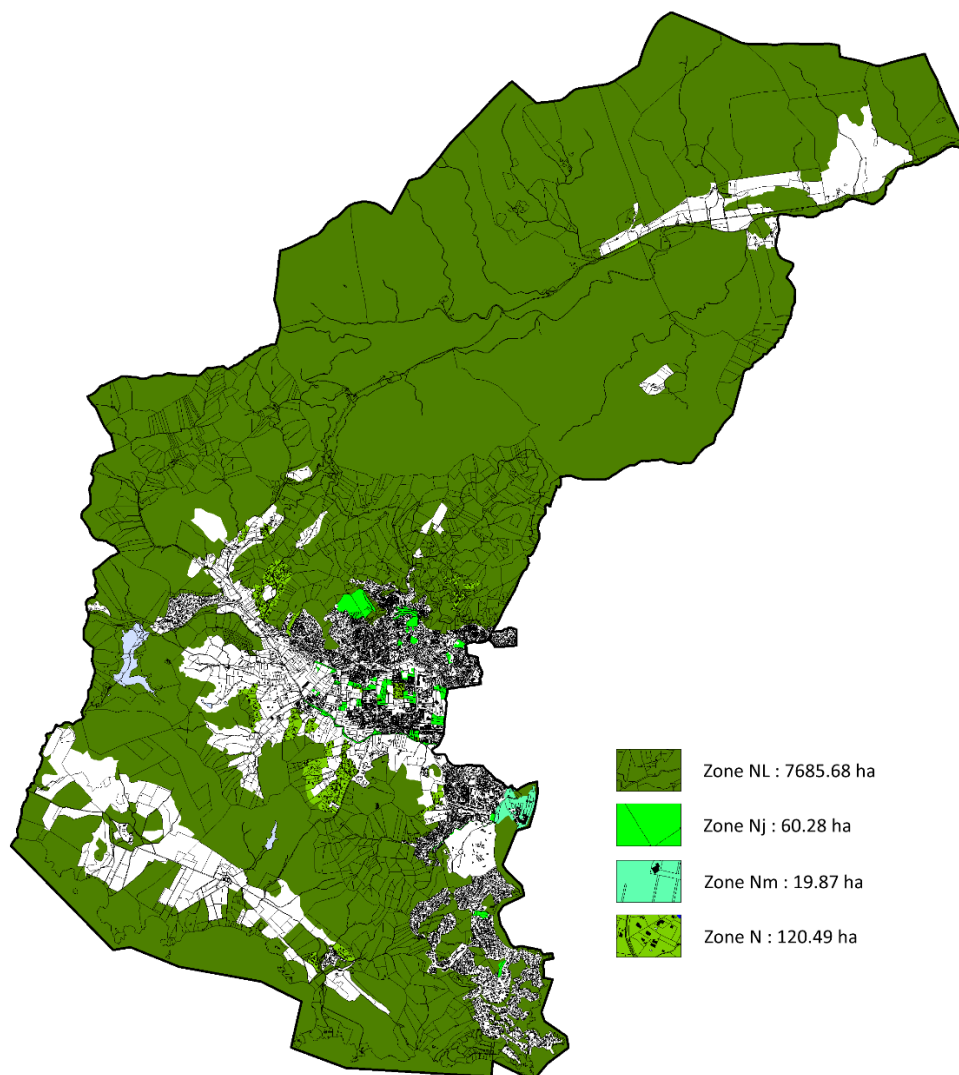 Zone NL : 7685.68 ha
Zone Nj : 60.28 ha
Zone Nm : 19.87 ha
Zone N : 120.49 ha